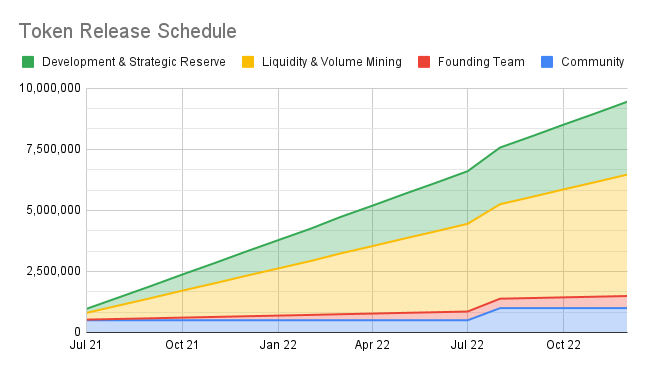 Token Release Schedule
Development & Strategic Reserve Liquidity & Volume Mining Founding Team Community
10,000,000
7,500,000
5,000,000
2,500,000
0
Jul 21 Oct 21 Jan 22 Apr 22 Jul 22 Oct 22